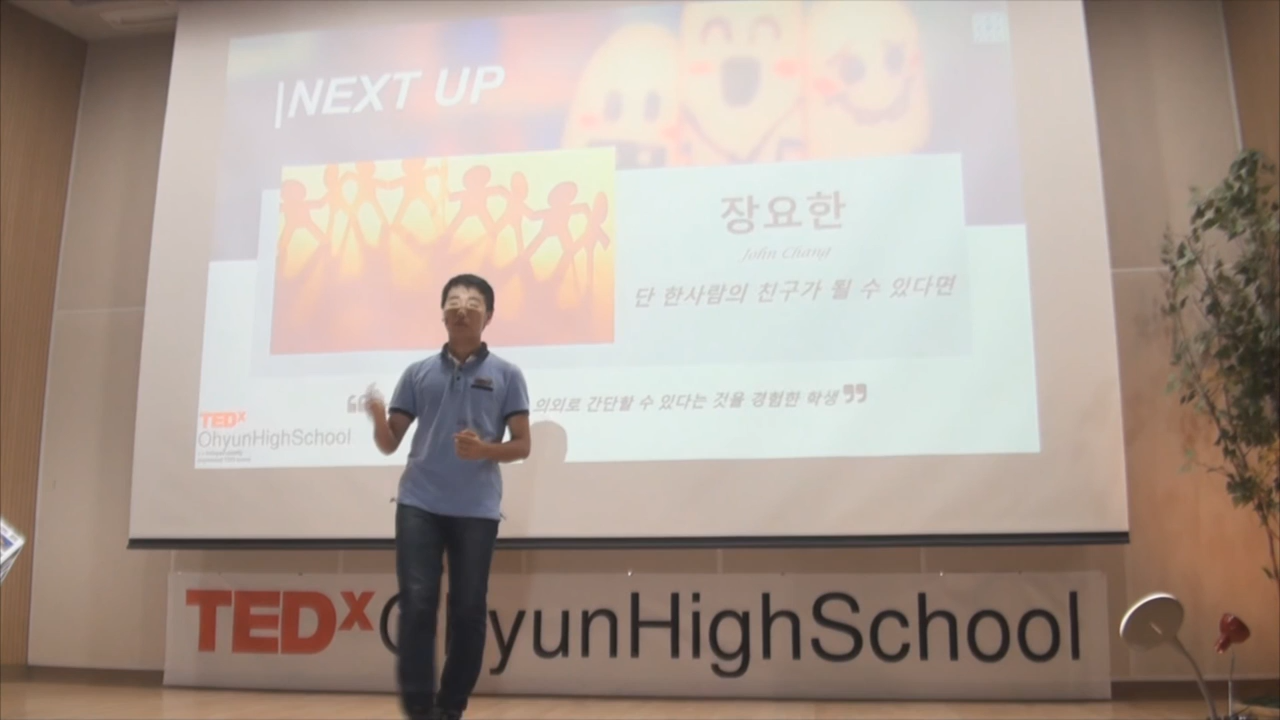 |NEXT UP
장요한
John Chang
단 한사람의 친구가 될 수 있다면
의외로 간단할 수 있다는 것을 경험한 학생
TEDx
OhyunHighSchool
TEDx OhyunHighSchool